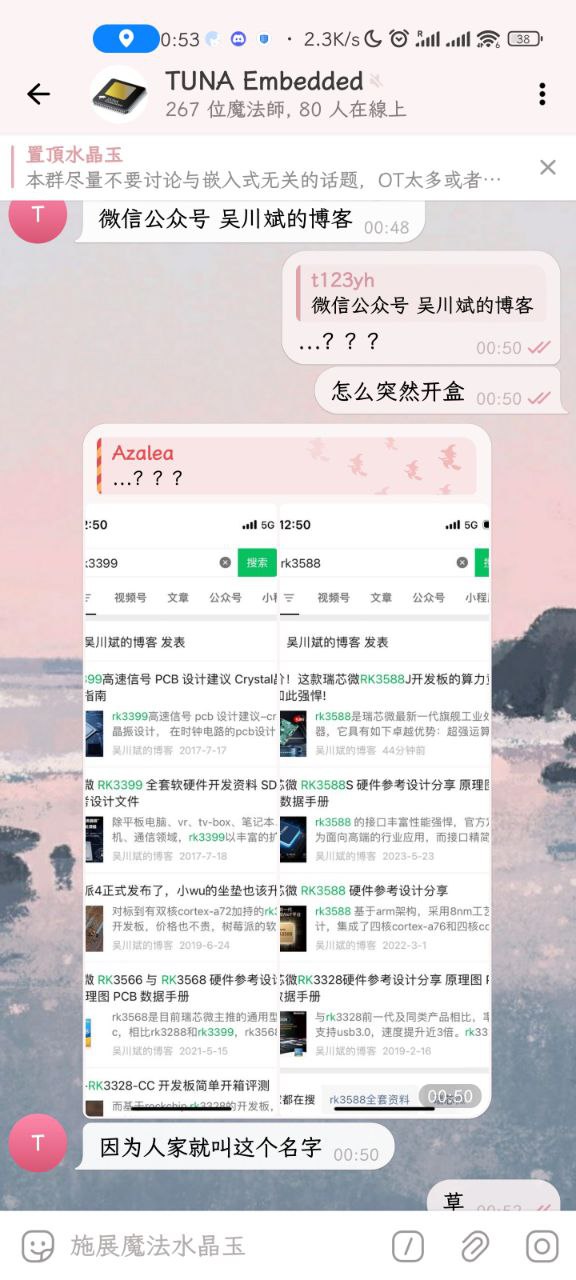 0:53
2.3K/s
38
TUNA Embedded
267 位魔法師, 80 人在線上
置頂水晶玉
本群尽量不要讨论与嵌入式无关的话题，OT太多或者…
T
微信公众号 吴川斌的博客
00:48
t123yh
微信公众号 吴川斌的博客
…？？？
00:50
怎么突然开盒
00:50
Azalea
…？？？
:50
5G
:3399
搜索
视频号 文章 公众号
吴川斌的博客 发表
399高速信号 PCB 设计建议 Crystal
指南
rk3399高速信号 pcb 设计建议–cr
晶振设计， 在时钟电路的pcb设计
吴川斌的博客 2017-7-17
微 RK3399 全套软硬件开发资料 SD
设计文件
除平板电脑、vr、tv-box、笔记本
机、通信领域，rk3399以丰富的扩
吴川斌的博客 2017-7-18
派4正式发布了，小wu的坐垫也该升
对标到有双核cortex-a72加持的rk
开发板，价格也不贵，树莓派的软
吴川斌的博客 2019-6-24
微 RK3566 与 RK3568 硬件参考设计
理图 PCB 数据手册
rk3568是目前瑞芯微主推的通用型
c，相比rk3288和rk3399，rk356
吴川斌的博客 2021-5-15
-RK3328-CC 开发板简单开箱评测
而基于rockchip rk3328的开发板，
12:50
5G
rk3588
视频号 文章 公众号 小程
吴川斌的博客 发表
！这款瑞芯微RK3588J开发板的算力
如此强悍!
rk3588是瑞芯微最新一代旗舰工业
器，它具有如下卓越优势：超强运算
吴川斌的博客 44分钟前
芯微 RK3588S 硬件参考设计分享 原理图
数据手册
rk3588 的接口丰富性能强悍，官方
为面向高端的行业应用，而接口精简
吴川斌的博客 2023-5-23
芯微 RK3588 硬件参考设计分享
rk3588 基于arm架构，采用8nm工艺
计，集成了四核cortex-a76和四核co
吴川斌的博客 2022-3-1
芯微RK3328硬件参考设计分享 原理图
数据手册
与rk3328前一代及同类产品相比，
支持usb3.0，速度提升近3倍。rk33
吴川斌的博客 2019-2-16
都在搜
rk3588全套资料
00:50
T
因为人家就叫这个名字
00:50
草
00:52
施展魔法水晶玉